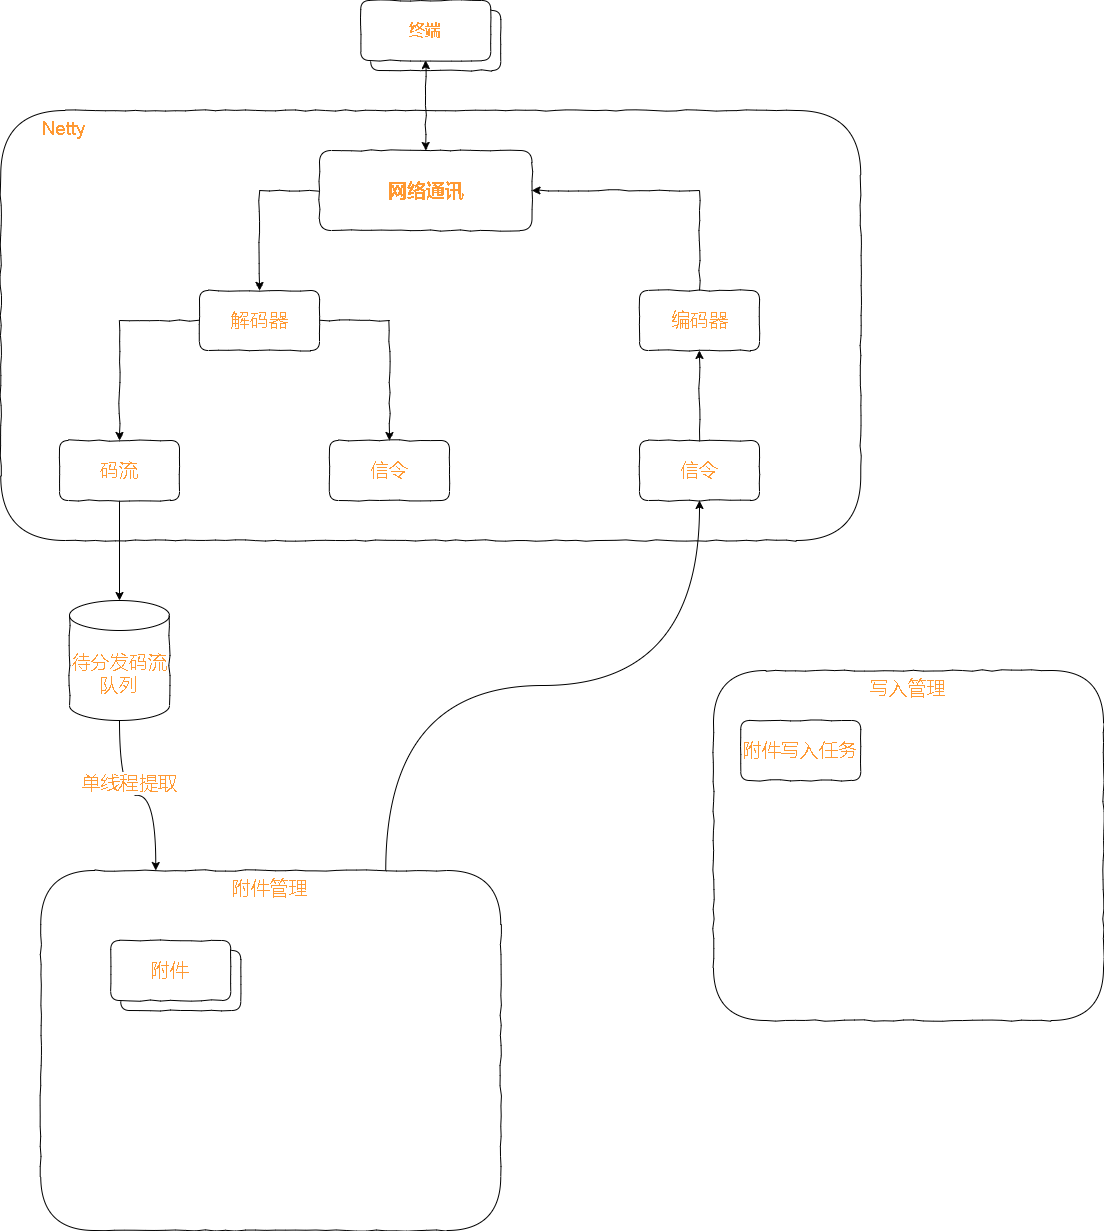 终端
Netty
网络通讯
解码器
编码器
码流
信令
信令
待分发码流
队列
写入管理
附件写入任务
单线程提取
附件管理
附件